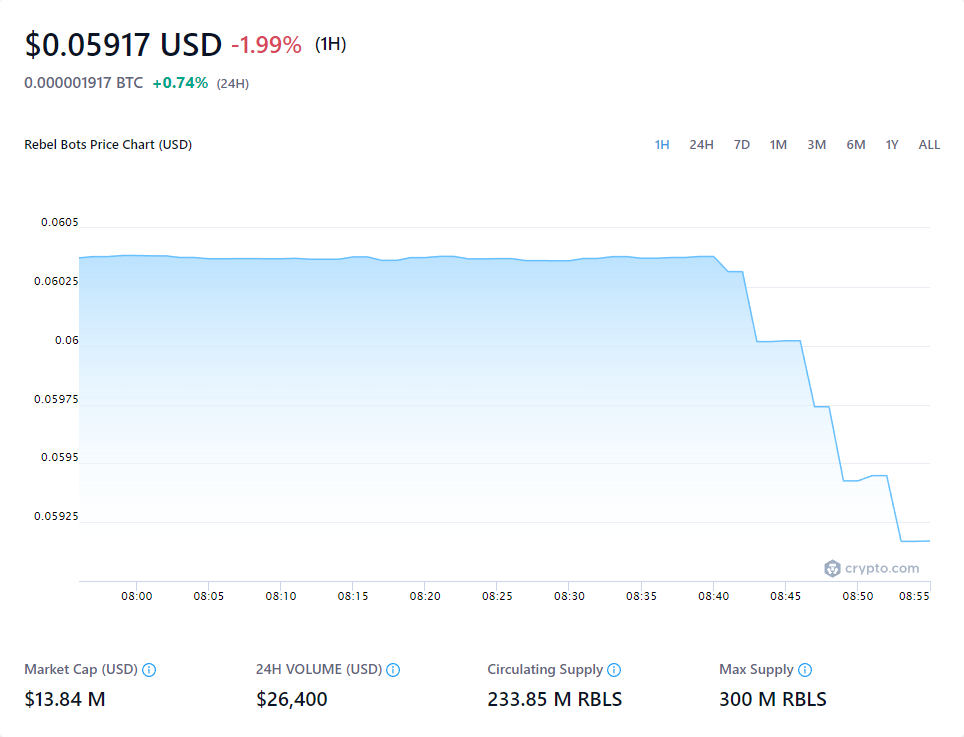 $0.05917 USD -1.99% (1H)
0.000001917 BTC +0.74% (24H)
Rebel Bots Price Chart (USD) 1H 24H 7D 1M 3M 6M 1Y ALL
0.0605
0.06025
0.06
0.05975
0.0595
0.05925
crypto.com
08:00 08:05 08:10 08:15 08:20 08:25 08:30 08:35 08:40 08:45 08:50 08:55
Market Cap (USD) 24H VOLUME (USD) Circulating Supply Max Supply
$13.84 M $26,400 233.85 M RBLS 300 M RBLS